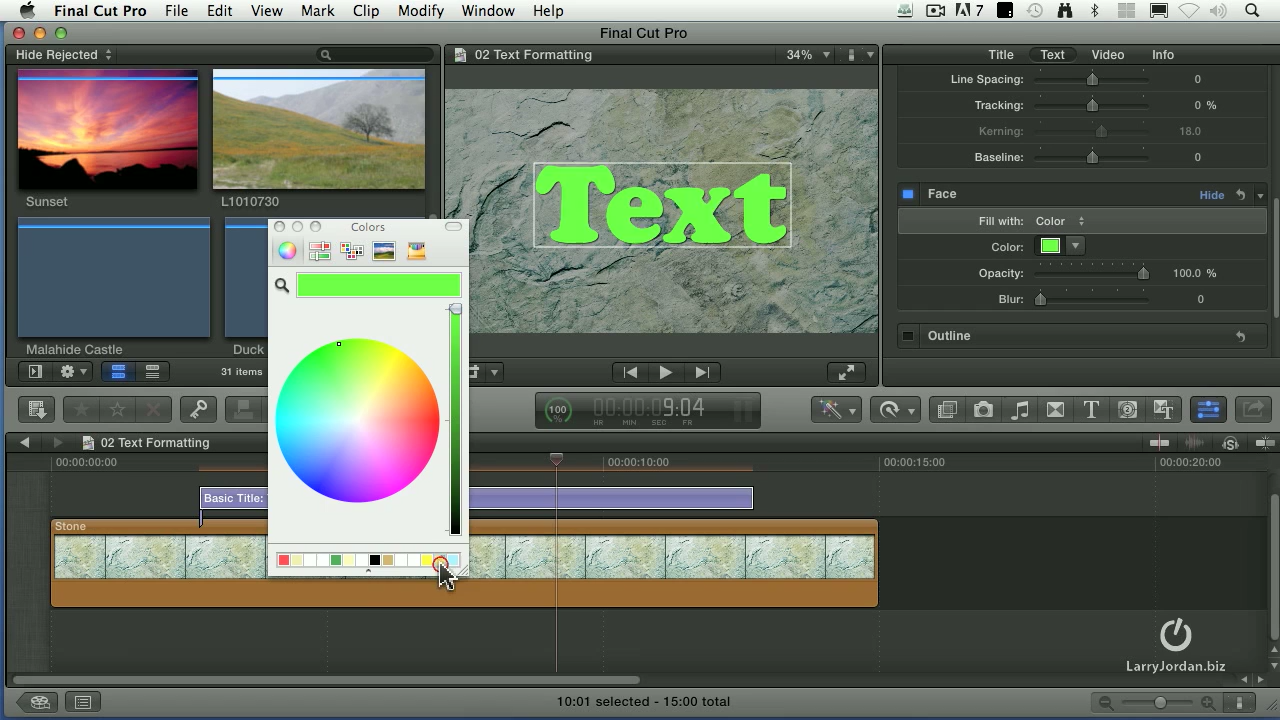 Final Cut Pro File Edit View Mark Clip Modify Window Help 7
Final Cut Pro
Hide Rejected
02 Text Formatting 34%
Title Text Video Info
Sunset
L1010730
Malahide Castle
Duck
31 items
Text
Line Spacing: 0
Tracking: 0 %
Kerning: 18.0
Baseline: 0
Face Hide
Fill with: Color
Color:
Opacity: 100.0 %
Blur: 0
Outline
Colors
100
%
00:00:09:04
HR MIN SEC FR
02 Text Formatting
00:00:00:00 00:00:10:00 00:00:15:00 00:00:20:00
Basic Title:
Stone
LarryJordan.biz
10:01 selected - 15:00 total